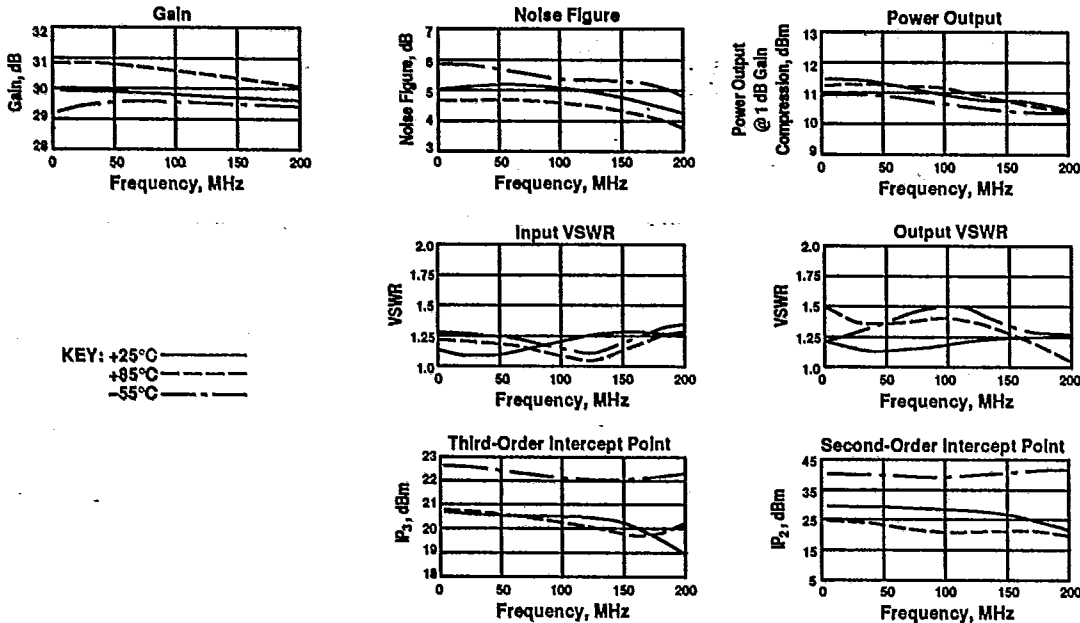 Gain
Gain, dB
32
31
30
29
28
0 50 100 150 200
Frequency, MHz
Noise Figure
Noise Figure, dB
7
6
5
4
3
0 50 100 150 200
Frequency, MHz
Power Output
Power Output
@ 1 dB Gain
Compression, dBm
13
12
11
10
9
0 50 100 150 200
Frequency, MHz
Input VSWR
VSWR
2.0
1.75
1.5
1.25
1.0
0 50 100 150 200
Frequency, MHz
Output VSWR
VSWR
2.0
1.75
1.5
1.25
1.0
0 50 100 150 200
Frequency, MHz
KEY: +25°C
+85°C
–55°C
Third-Order Intercept Point
IP3, dBm
23
22
21
20
19
18
0 50 100 150 200
Frequency, MHz
Second-Order Intercept Point
IP2, dBm
45
35
25
15
5
0 50 100 150 200
Frequency, MHz